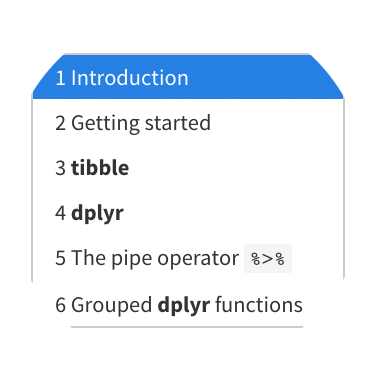 1 Introduction
2 Getting started
3 tibble
4 dplyr
5 The pipe operator %>%
6 Grouped dplyr functions